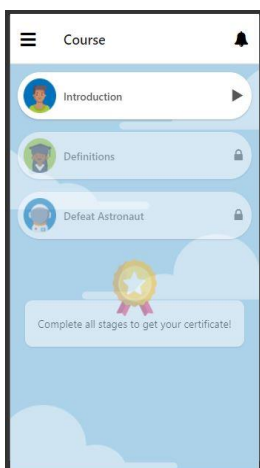 Course
Introduction
Definitions
Defeat Astronaut
Complete all stages to get your certificate!